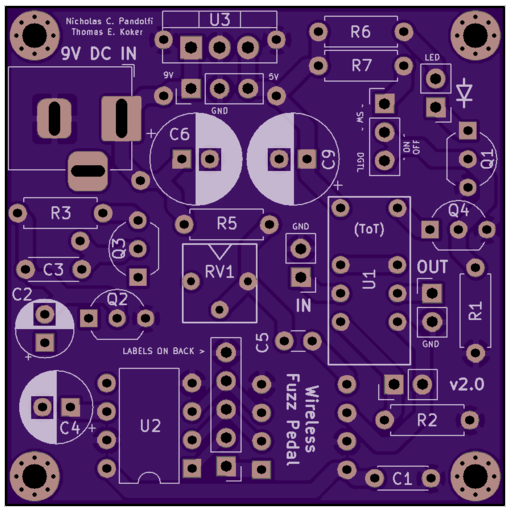 Nicholas C. Pandolfi
Thomas E. Koker
9V DC IN
U3
R6
R7
LED
9V
GND
5V
SW -
DGTL
- ON -
OFF
Q1
C6
C9
R3
Q3
C3
R5
RV1
GND
IN
(ToT)
U1
Q4
OUT
GND
R1
C2
Q2
C5
LABELS ON BACK >
C4
U2
Wireless
Fuzz Pedal
v2.0
R2
C1
+
+
+
+